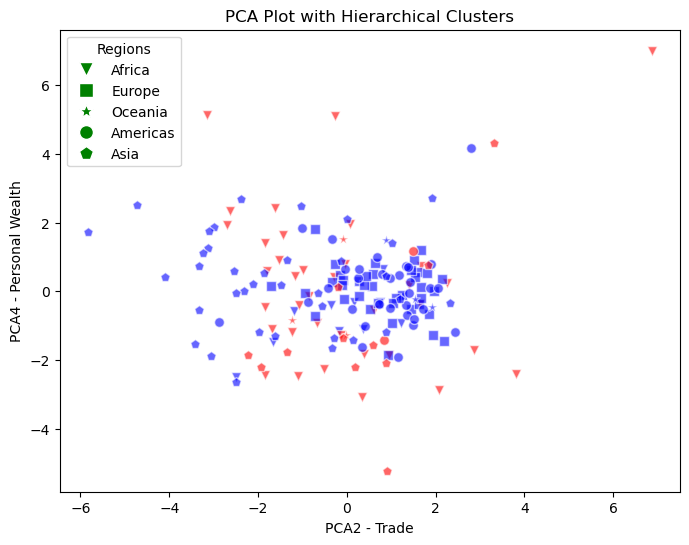 PCA Plot with Hierarchical Clusters
Regions
Africa
Europe
Oceania
Americas
Asia
PCA4 - Personal Wealth
6
4
2
0
−2
−4
−6 −4 −2 0 2 4 6
PCA2 - Trade